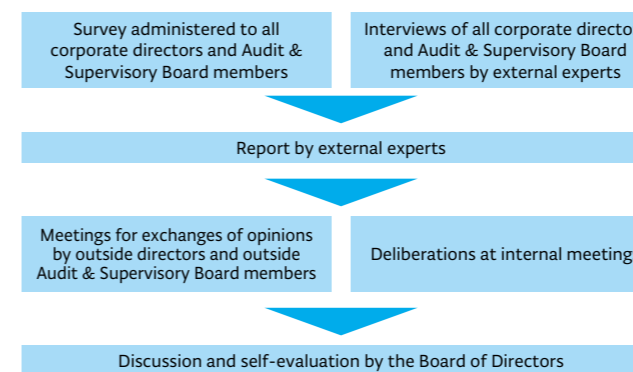 Survey administered to all
corporate directors and Audit &
Supervisory Board members
Interviews of all corporate directo
and Audit & Supervisory Board
members by external experts
Report by external experts
Meetings for exchanges of opinions
by outside directors and outside
Audit & Supervisory Board members
Deliberations at internal meeting
Discussion and self-evaluation by the Board of Directors